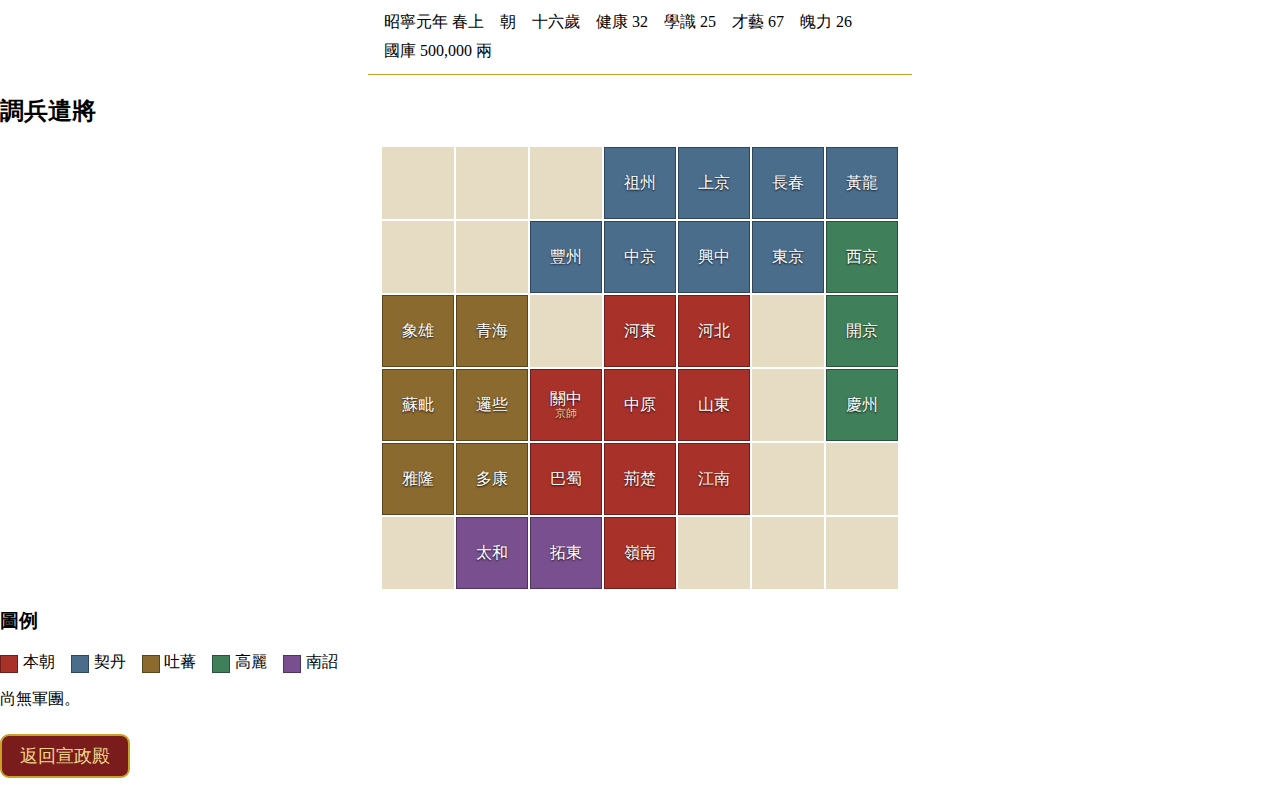 昭寧元年 春上　朝　十六歲　健康 32　學識 25　才藝 67　魄力 26
國庫 500,000 兩
調兵遣將
祖州 上京 長春 黃龍
豐州 中京 興中 東京 西京
象雄 青海 河東 河北 開京
蘇毗 邏些 關中 中原 山東 慶州
京師
雅隆 多康 巴蜀 荊楚 江南
太和 拓東 嶺南
圖例
本朝 契丹 吐蕃 高麗 南詔
尚無軍團。
返回宣政殿